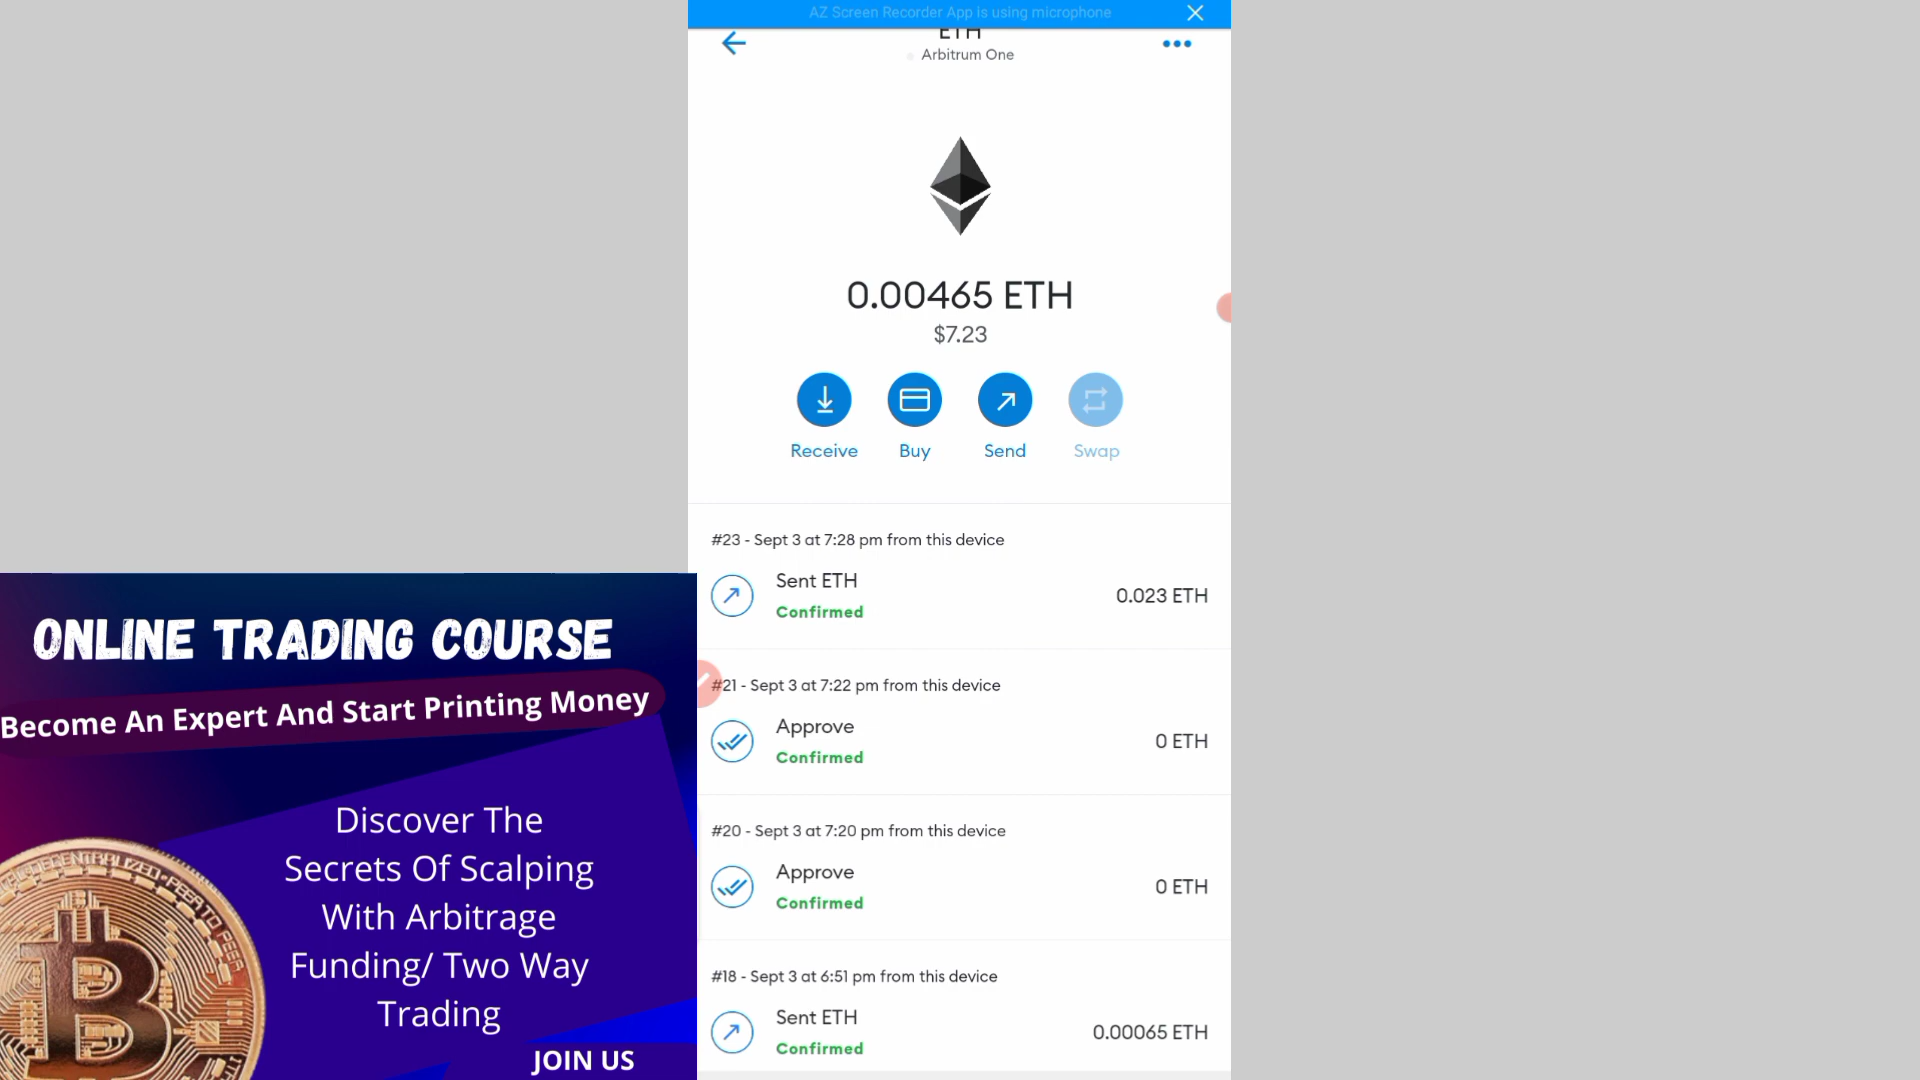 AZ Screen Recorder App is using microphone
ETH
Arbitrum One
0.00465 ETH
$7.23
Receive
Buy
Send
Swap
#23 - Sept 3 at 7:28 pm from this device
Sent ETH
0.023 ETH
Confirmed
#21 - Sept 3 at 7:22 pm from this device
Approve
0 ETH
Confirmed
#20 - Sept 3 at 7:20 pm from this device
Approve
0 ETH
Confirmed
#18 - Sept 3 at 6:51 pm from this device
Sent ETH
0.00065 ETH
Confirmed
ONLINE TRADING COURSE
Become An Expert And Start Printing Money
Discover The
Secrets Of Scalping
With Arbitrage
Funding/ Two Way
Trading
JOIN US
DECENTRALIZED
PEER TO PEER